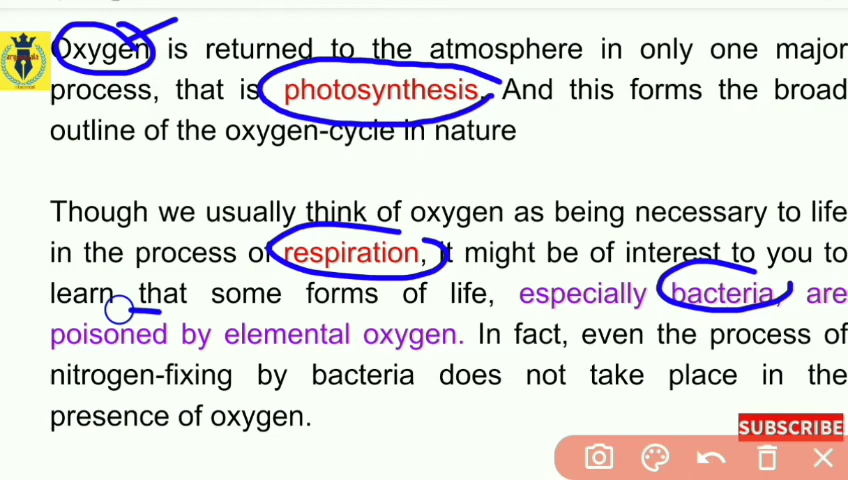 Oxygen is returned to the atmosphere in only one major
process, that is photosynthesis. And this forms the broad
outline of the oxygen-cycle in nature
Though we usually think of oxygen as being necessary to life
in the process of respiration, it might be of interest to you to
learn that some forms of life, especially bacteria, are
poisoned by elemental oxygen. In fact, even the process of
nitrogen-fixing by bacteria does not take place in the
presence of oxygen.
SUBSCRIBE